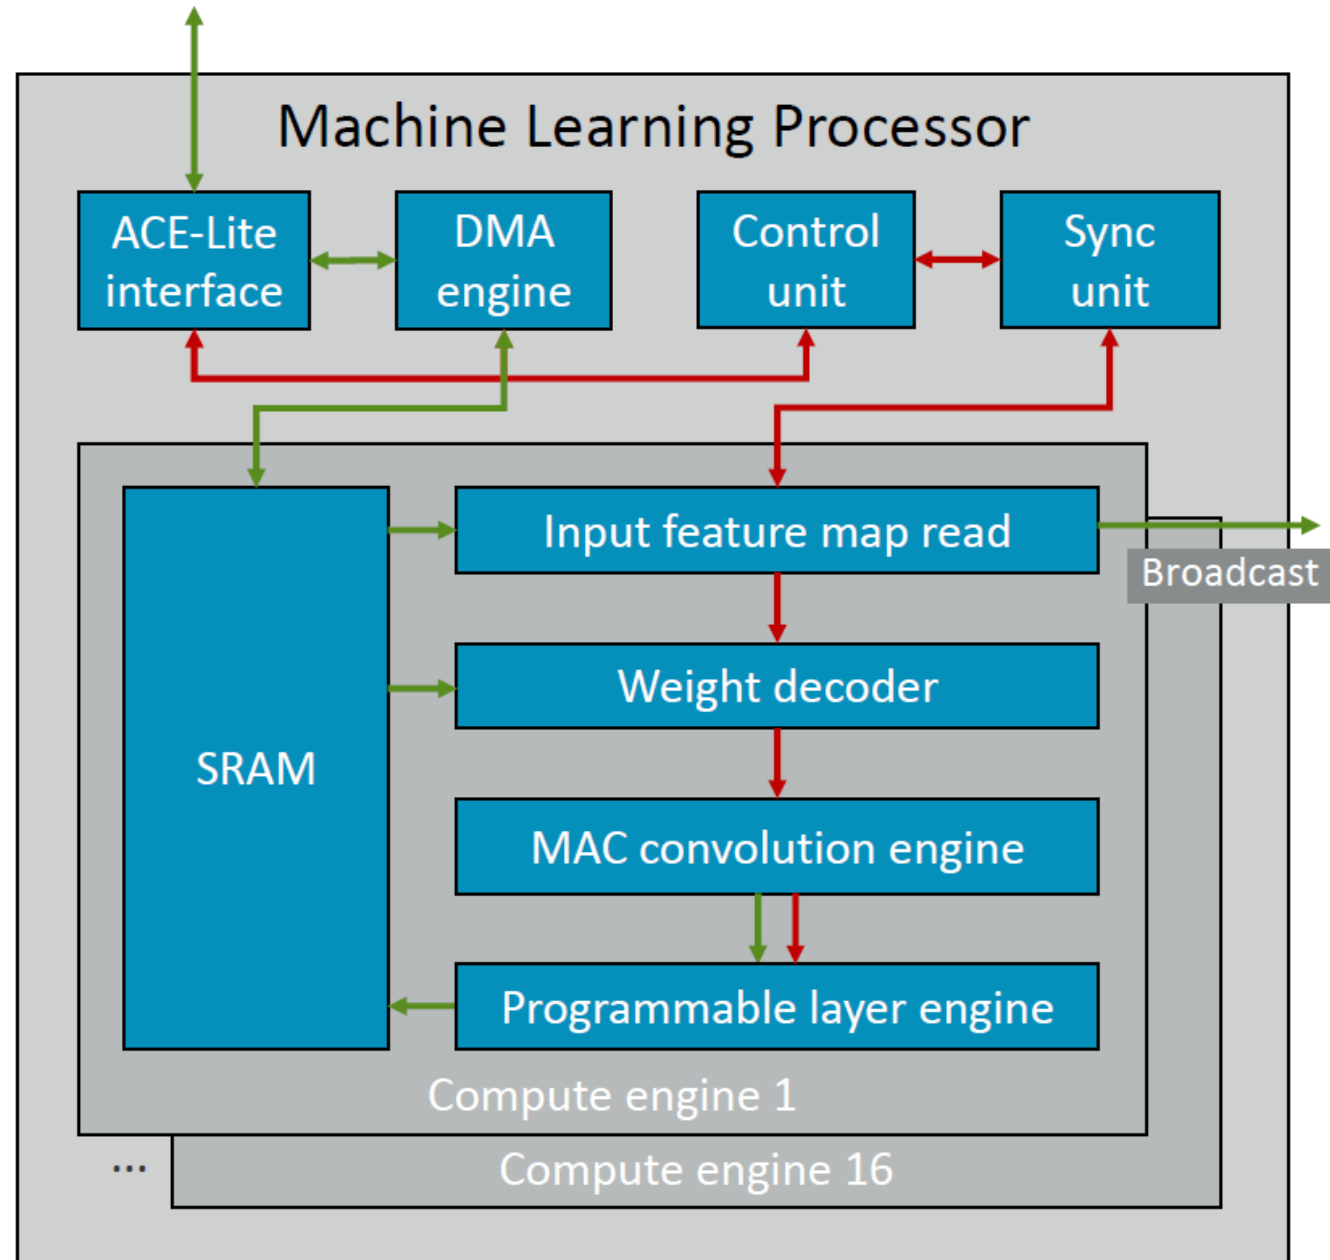 Machine Learning Processor
ACE-Lite
interface
DMA
engine
Control
unit
Sync
unit
Input feature map read
Broadcast
Weight decoder
SRAM
MAC convolution engine
Programmable layer engine
Compute engine 1
...
Compute engine 16